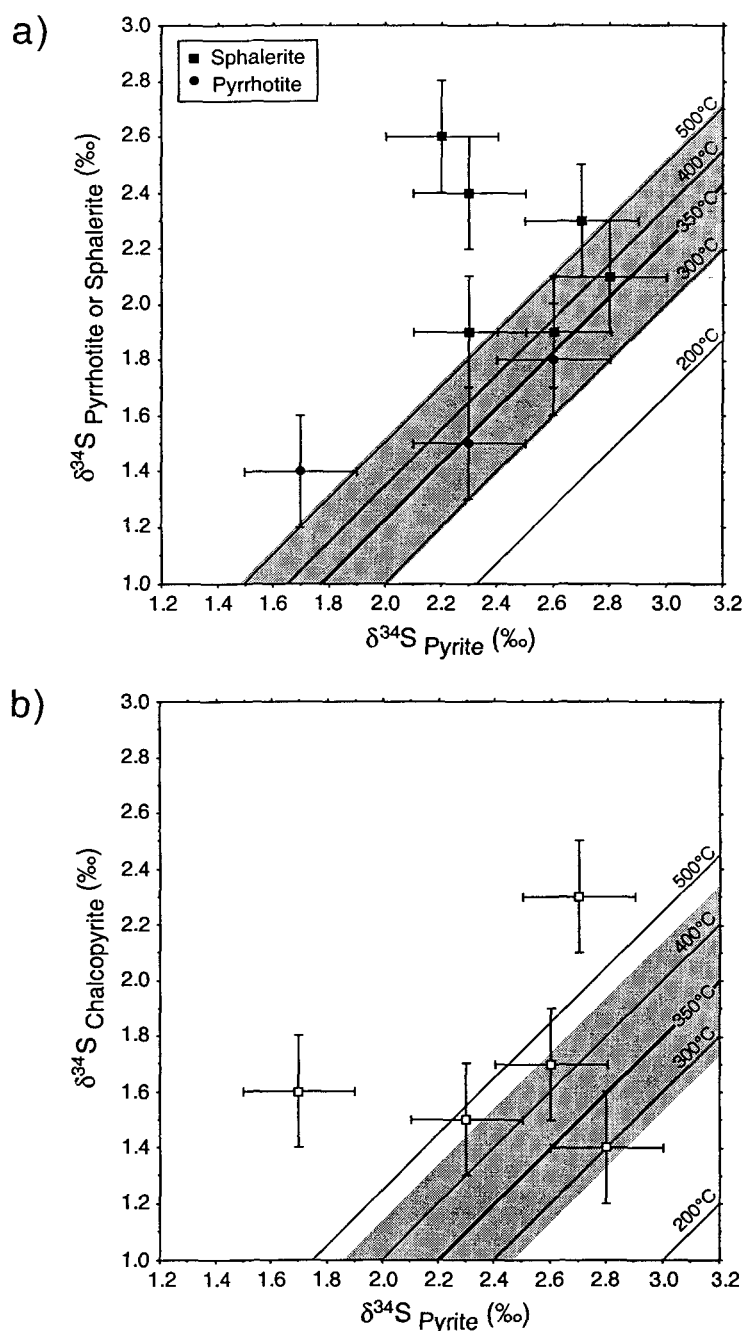 a)
3.0
2.8
2.6
2.4
2.2
2.0
1.8
1.6
1.4
1.2
1.0
δ³⁴S Pyrrhotite or Sphalerite (‰)
■ Sphalerite
● Pyrrhotite
500°C
400°C
350°C
300°C
200°C
1.2 1.4 1.6 1.8 2.0 2.2 2.4 2.6 2.8 3.0 3.2
δ³⁴S Pyrite (‰)
b)
3.0
2.8
2.6
2.4
2.2
2.0
1.8
1.6
1.4
1.2
1.0
δ³⁴S Chalcopyrite (‰)
500°C
400°C
350°C
300°C
200°C
1.2 1.4 1.6 1.8 2.0 2.2 2.4 2.6 2.8 3.0 3.2
δ³⁴S Pyrite (‰)